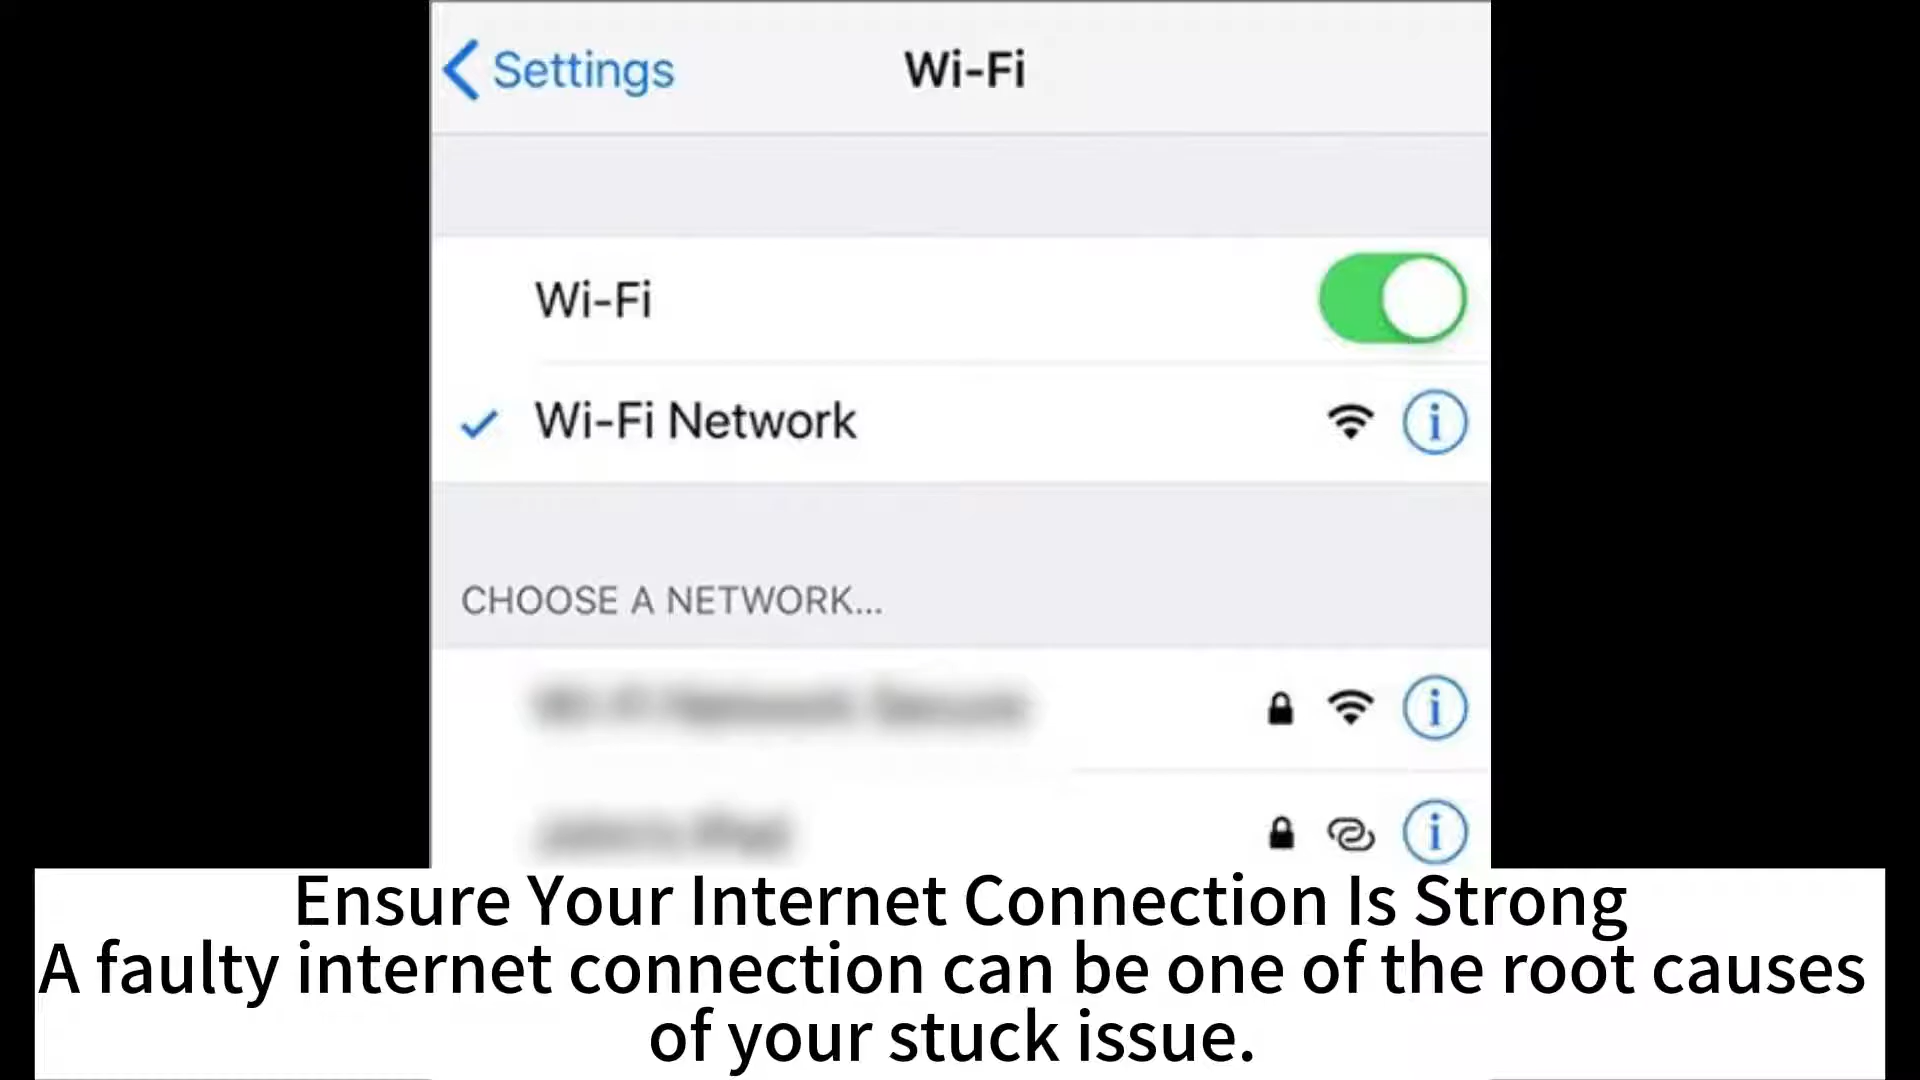 Settings
Wi-Fi
Wi-Fi
Wi-Fi Network
CHOOSE A NETWORK...
Ensure Your Internet Connection Is Strong
A faulty internet connection can be one of the root causes
of your stuck issue.